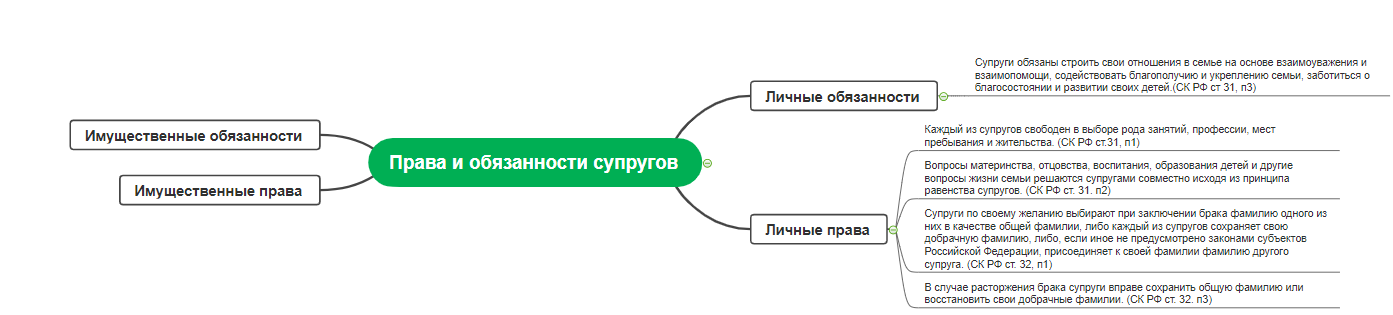 Супруги обязаны строить свои отношения в семье на основе взаимоуважения и
взаимопомощи, содействовать благополучию и укреплению семьи, заботиться о
благосостоянии и развитии своих детей.(СК РФ ст 31, п3)
Личные обязанности
Имущественные обязанности
Права и обязанности супругов
Имущественные права
Каждый из супругов свободен в выборе рода занятий, профессии, мест
пребывания и жительства. (СК РФ ст.31, п1)
Вопросы материнства, отцовства, воспитания, образования детей и другие
вопросы жизни семьи решаются супругами совместно исходя из принципа
равенства супругов. (СК РФ ст. 31. п2)
Личные права
Супруги по своему желанию выбирают при заключении брака фамилию одного из
них в качестве общей фамилии, либо каждый из супругов сохраняет свою
добрачную фамилию, либо, если иное не предусмотрено законами субъектов
Российской Федерации, присоединяет к своей фамилии фамилию другого
супруга. (СК РФ ст. 32, п1)
В случае расторжения брака супруги вправе сохранить общую фамилию или
восстановить свои добрачные фамилии. (СК РФ ст. 32. п3)